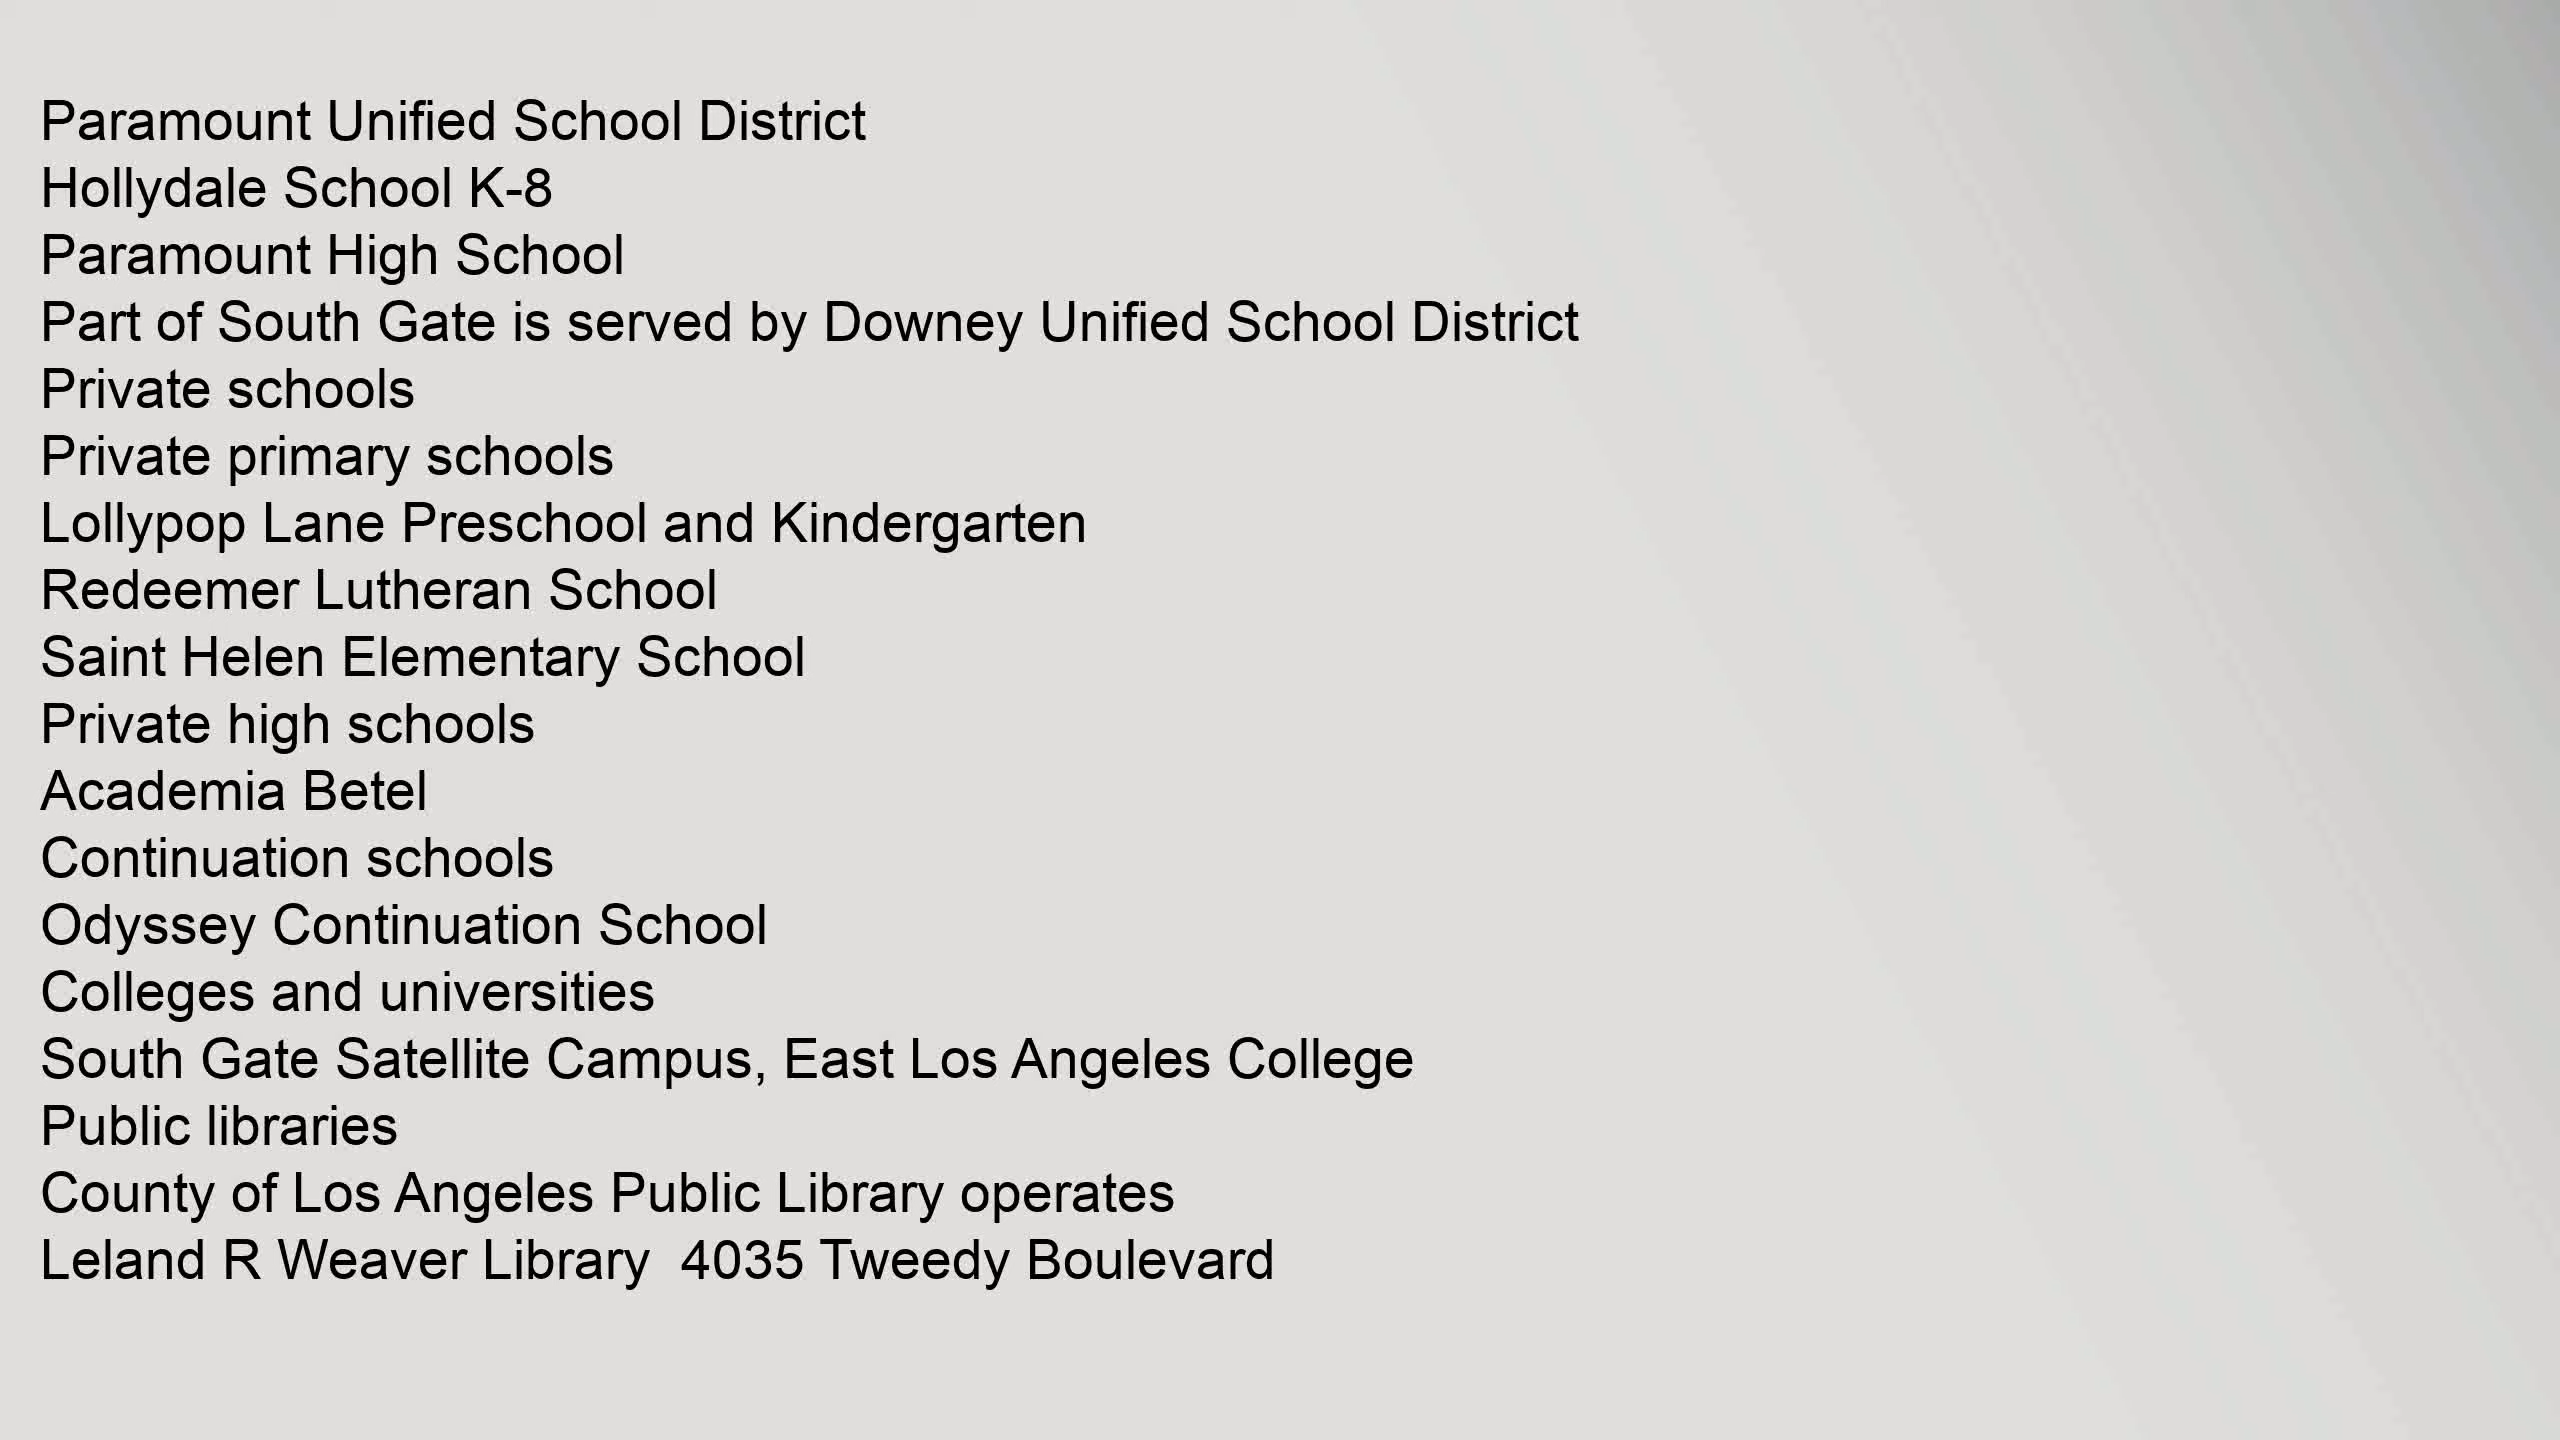 Paramount Unified School District
Hollydale School K-8
Paramount High School
Part of South Gate is served by Downey Unified School District
Private schools
Private primary schools
Lollypop Lane Preschool and Kindergarten
Redeemer Lutheran School
Saint Helen Elementary School
Private high schools
Academia Betel
Continuation schools
Odyssey Continuation School
Colleges and universities
South Gate Satellite Campus, East Los Angeles College
Public libraries
County of Los Angeles Public Library operates
Leland R Weaver Library  4035 Tweedy Boulevard